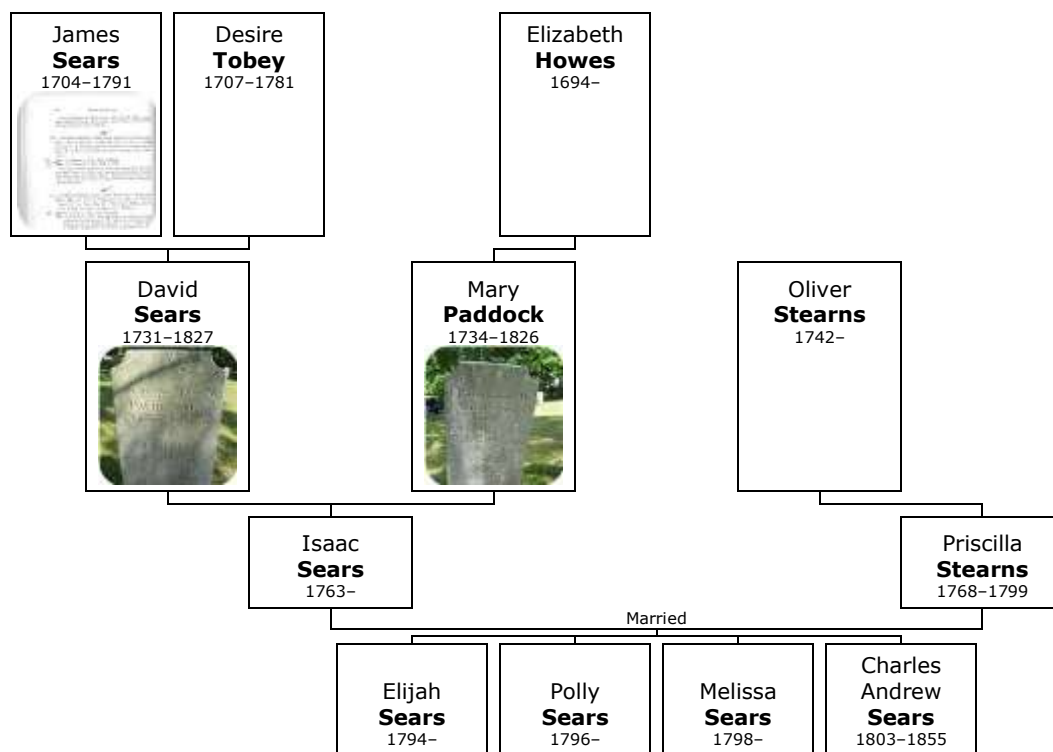 James
Sears
1704–1791
Desire
Tobey
1707–1781
Elizabeth
Howes
1694–
David
Sears
1731–1827
Mary
Paddock
1734–1826
Oliver
Stearns
1742–
Isaac
Sears
1763–
Priscilla
Stearns
1768–1799
Married
Elijah
Sears
1794–
Polly
Sears
1796–
Melissa
Sears
1798–
Charles
Andrew
Sears
1803–1855